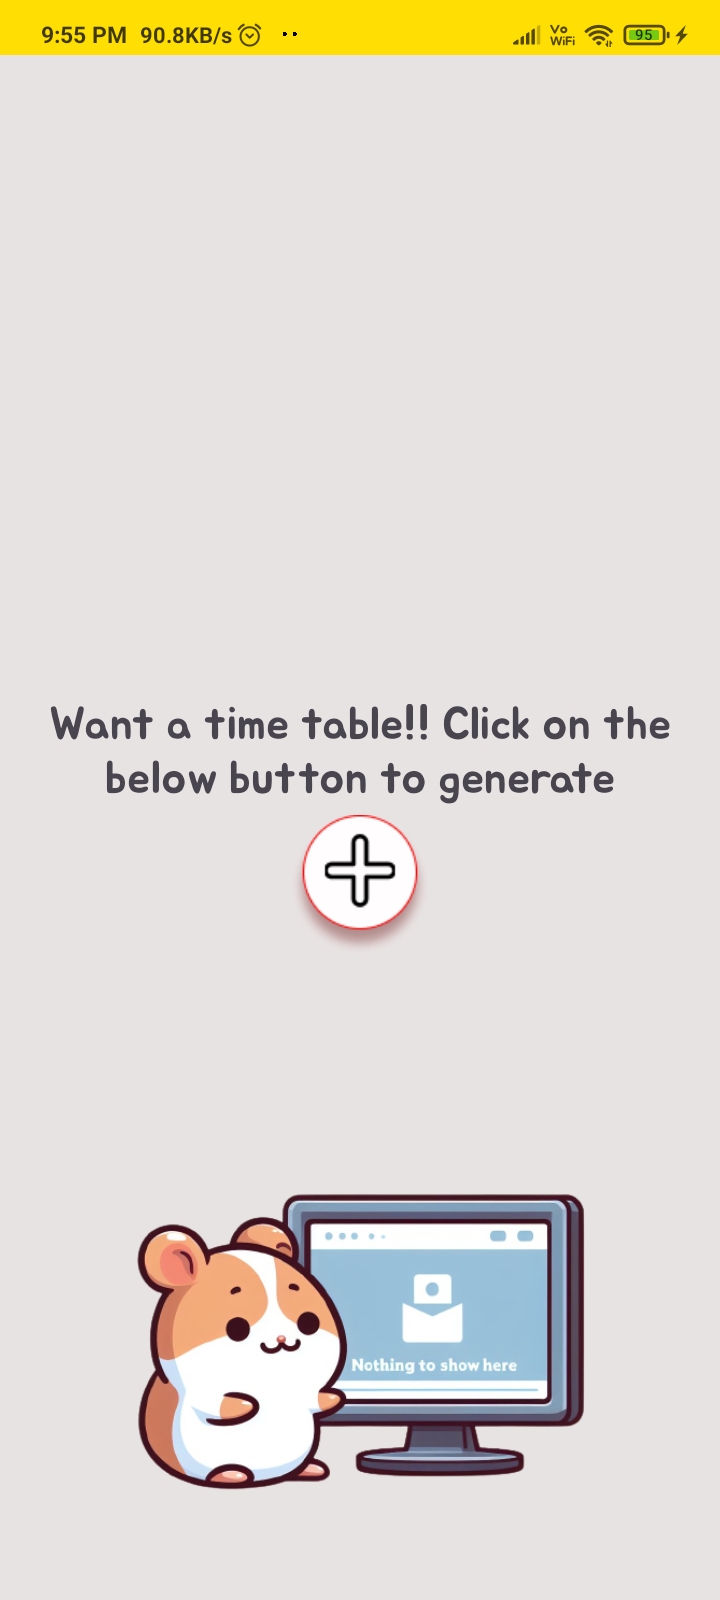 9:55 PM 90.8KB/s Vo WiFi 95
Want a time table!! Click on the
below button to generate
Nothing to show here